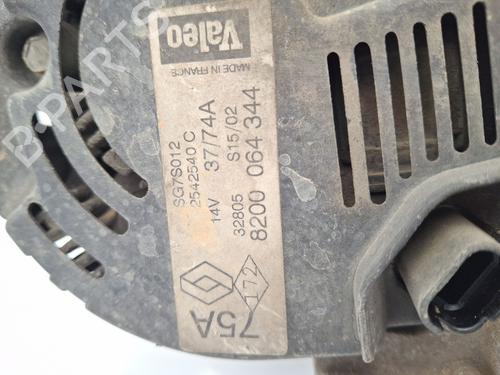 Valeo
MADE IN FRANCE
SG7S012
2542540 C
14V 37/74A
32805 S15/02
8200 064 344
75A
172
B-PARTS